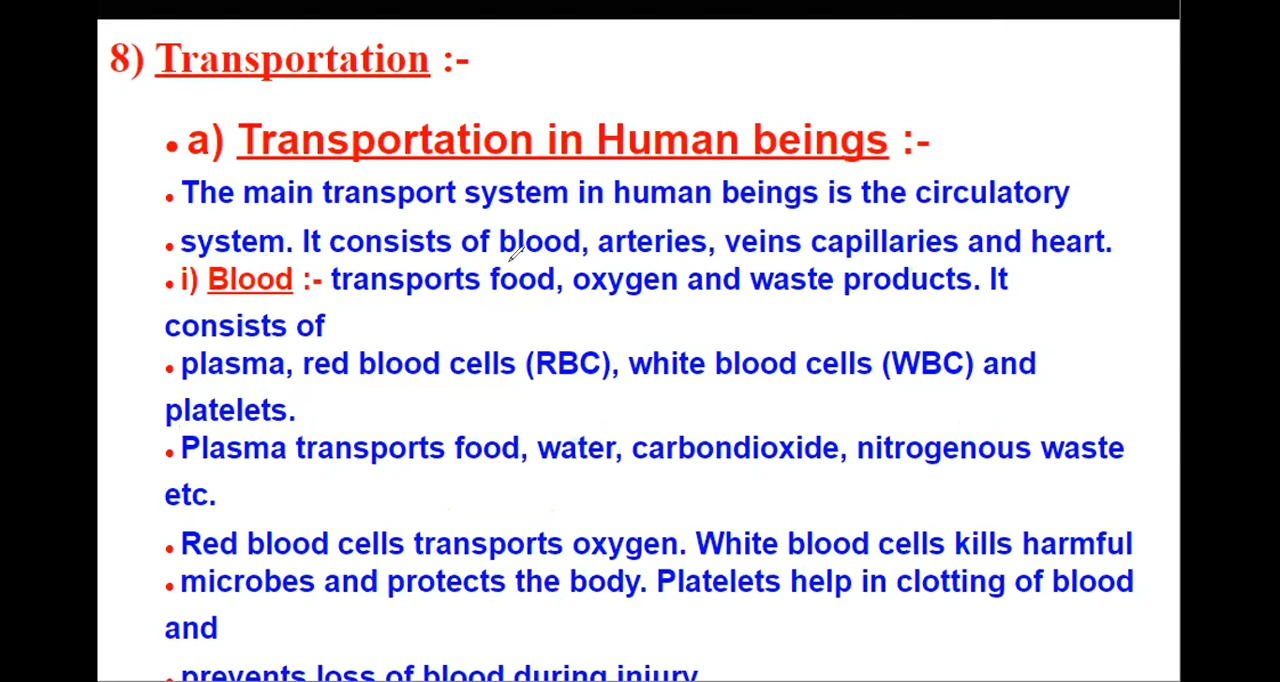 8) Transportation :-
• a) Transportation in Human beings :-
• The main transport system in human beings is the circulatory
• system. It consists of blood, arteries, veins capillaries and heart.
• i) Blood :- transports food, oxygen and waste products. It
consists of
• plasma, red blood cells (RBC), white blood cells (WBC) and
platelets.
• Plasma transports food, water, carbondioxide, nitrogenous waste
etc.
• Red blood cells transports oxygen. White blood cells kills harmful
• microbes and protects the body. Platelets help in clotting of blood
and
• prevents loss of blood during injury